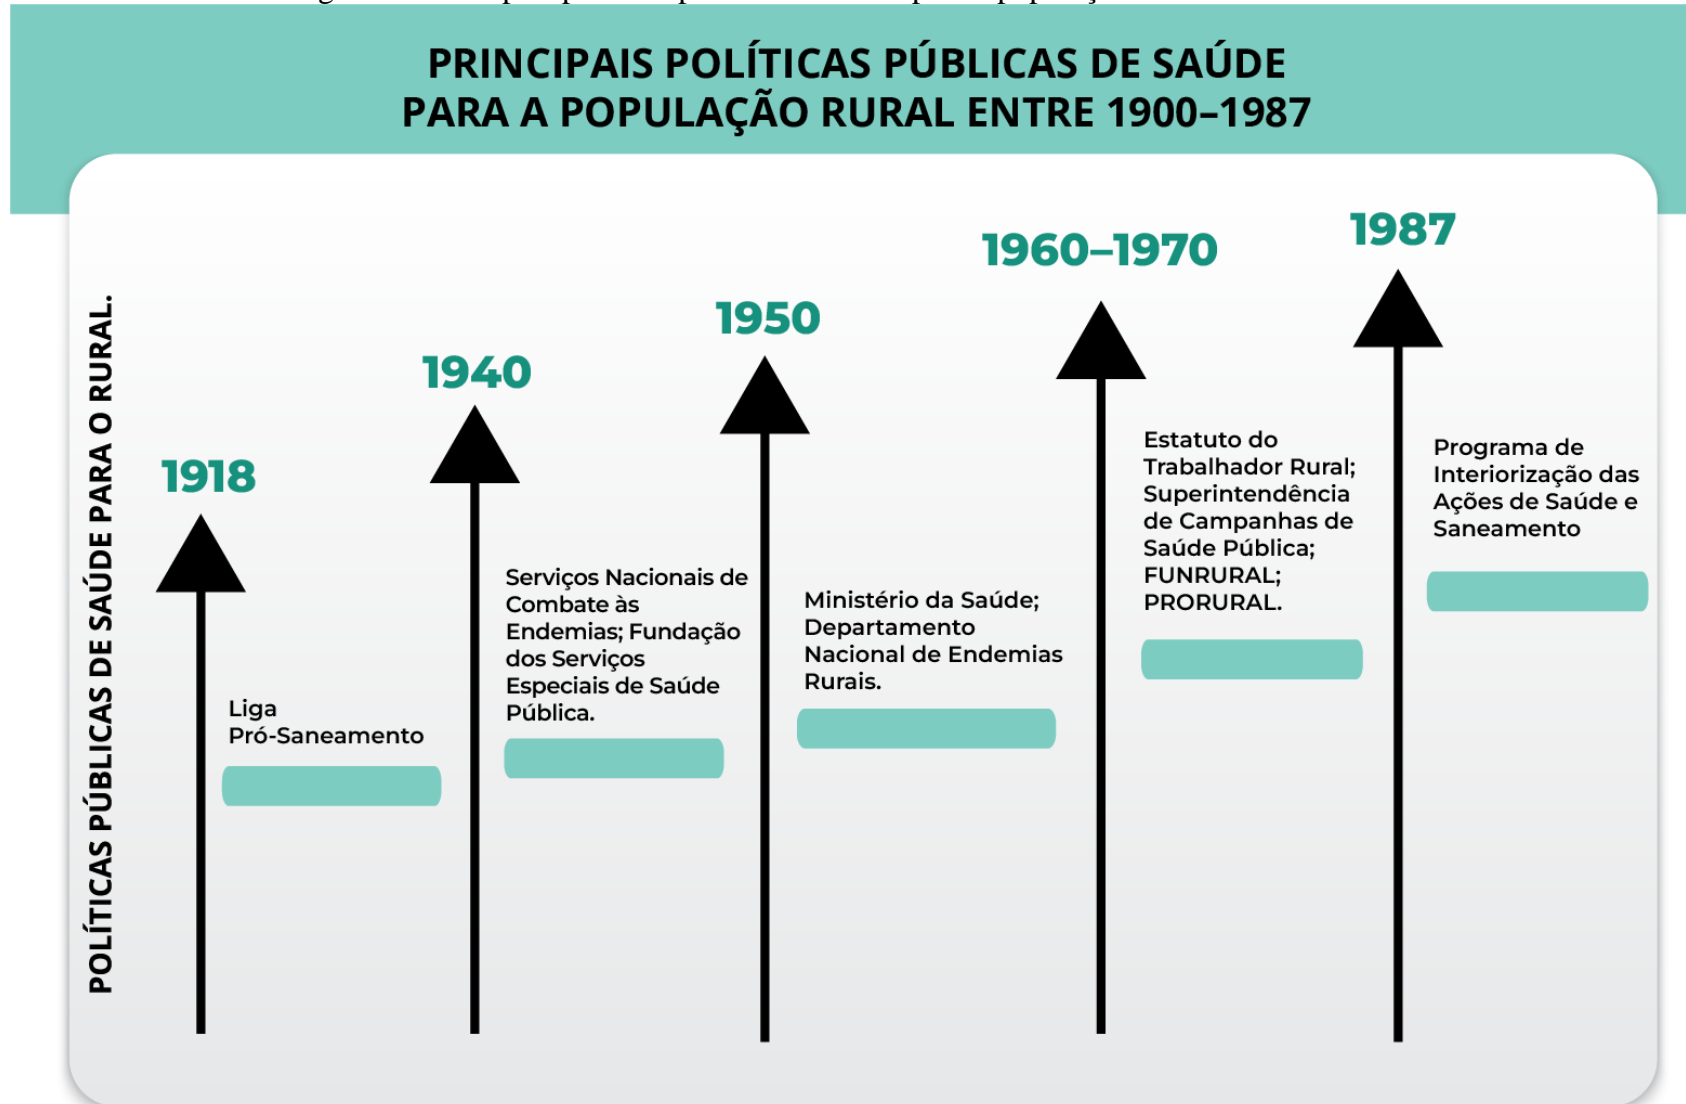 PRINCIPAIS POLÍTICAS PÚBLICAS DE SAÚDE
PARA A POPULAÇÃO RURAL ENTRE 1900–1987
POLÍTICAS PÚBLICAS DE SAÚDE PARA O RURAL.
1918
Liga
Pró-Saneamento
1940
Serviços Nacionais de
Combate às
Endemias; Fundação
dos Serviços
Especiais de Saúde
Pública.
1950
Ministério da Saúde;
Departamento
Nacional de Endemias
Rurais.
1960–1970
Estatuto do
Trabalhador Rural;
Superintendência
de Campanhas de
Saúde Pública;
FUNRURAL;
PRORURAL.
1987
Programa de
Interiorização das
Ações de Saúde e
Saneamento